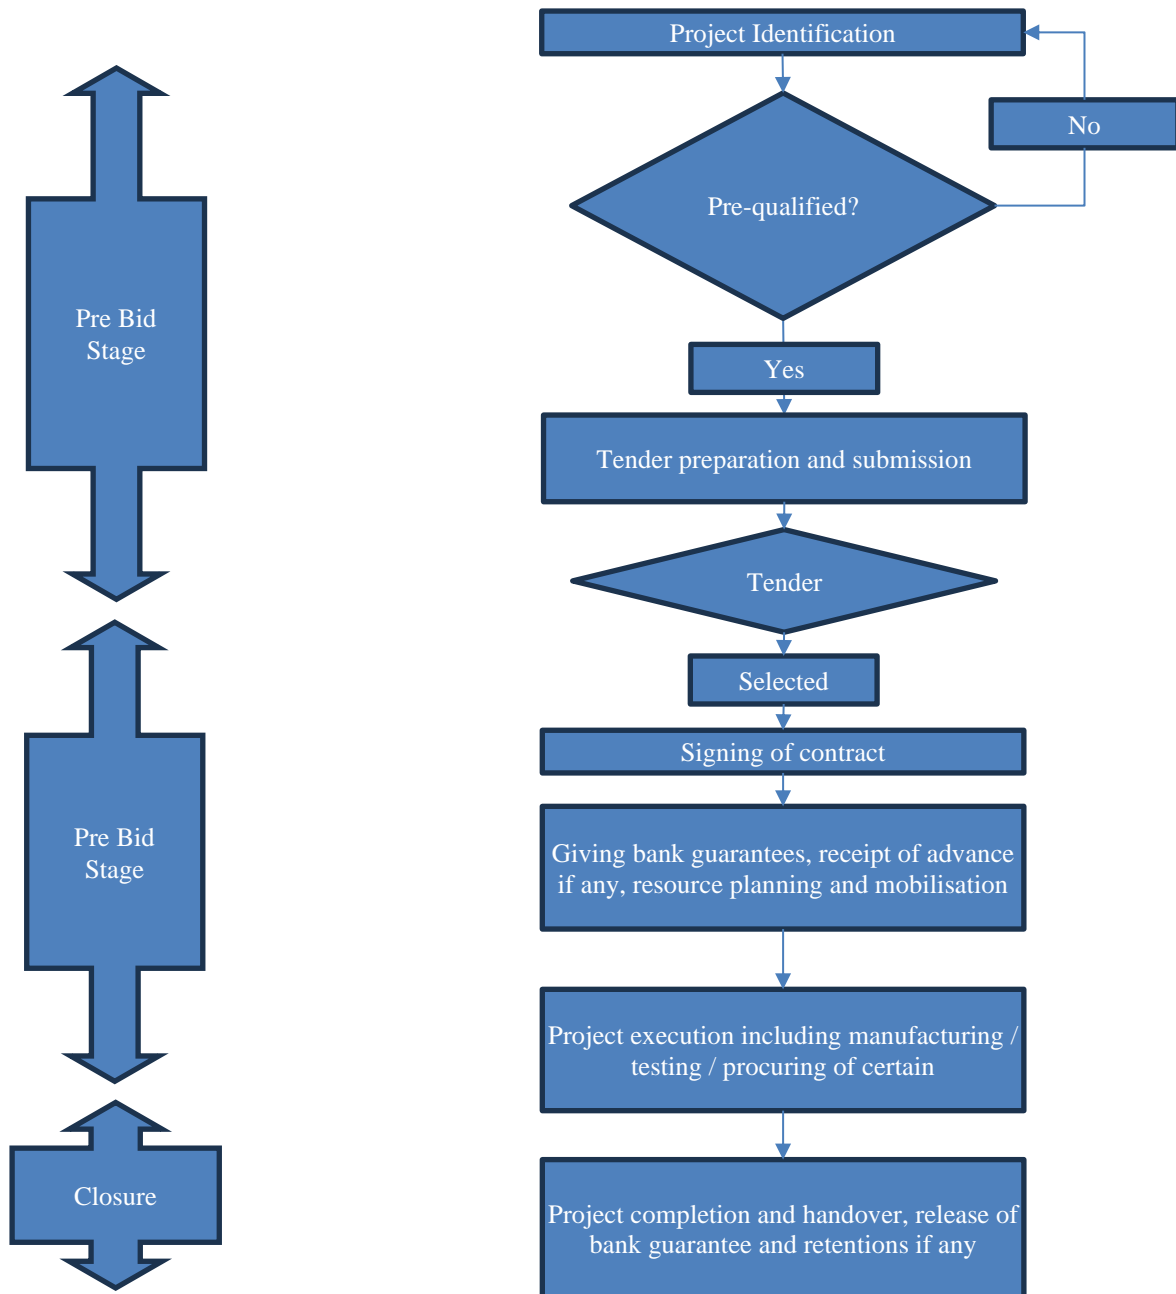 Project Identification
No
Pre-qualified?
Pre Bid
Stage
Yes
Tender preparation and submission
Tender
Selected
Signing of contract
Pre Bid
Stage
Giving bank guarantees, receipt of advance
if any, resource planning and mobilisation
Project execution including manufacturing /
testing / procuring of certain
Closure
Project completion and handover, release of
bank guarantee and retentions if any